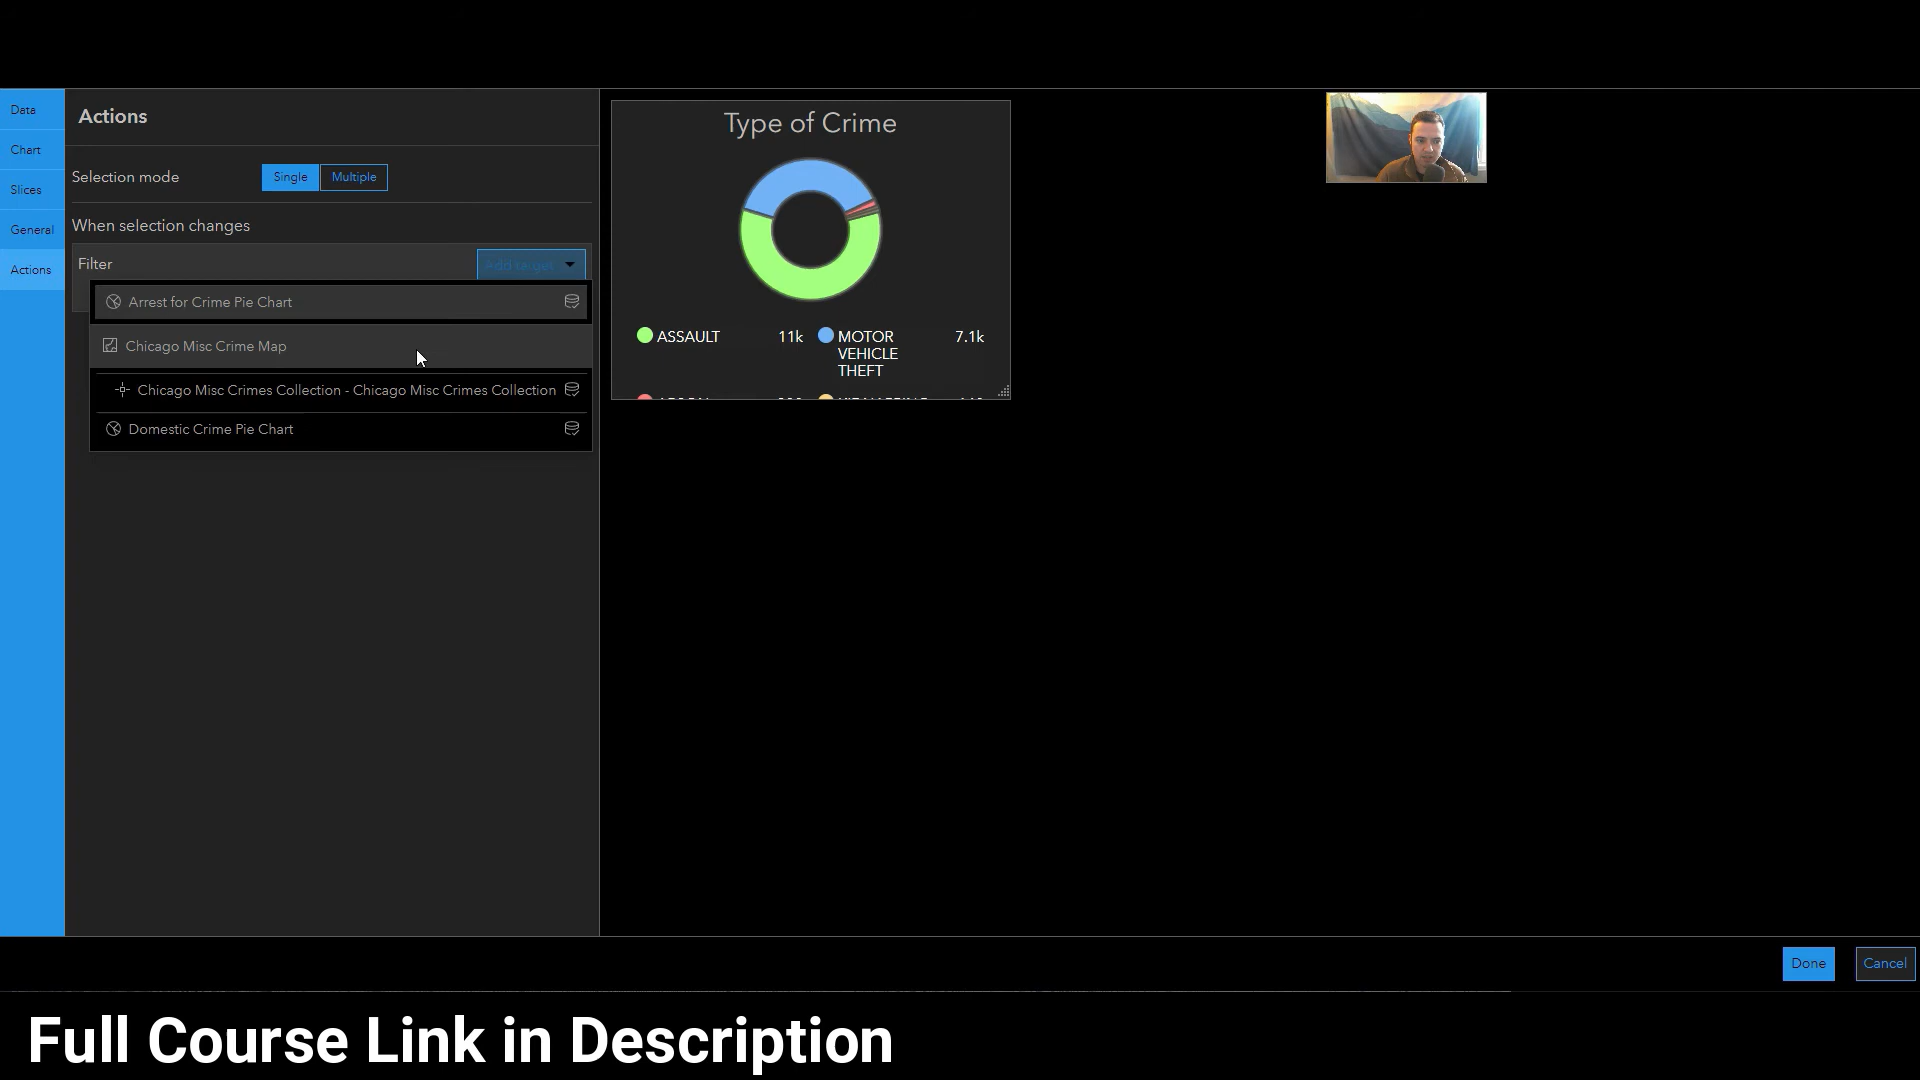 Data
Chart
Slices
General
Actions
Actions
Selection mode
Single
Multiple
When selection changes
Filter
Add target
Arrest for Crime Pie Chart
Chicago Misc Crime Map
Chicago Misc Crimes Collection - Chicago Misc Crimes Collection
Domestic Crime Pie Chart
Type of Crime
ASSAULT 11k
MOTOR VEHICLE THEFT 7.1k
Done
Cancel
Full Course Link in Description